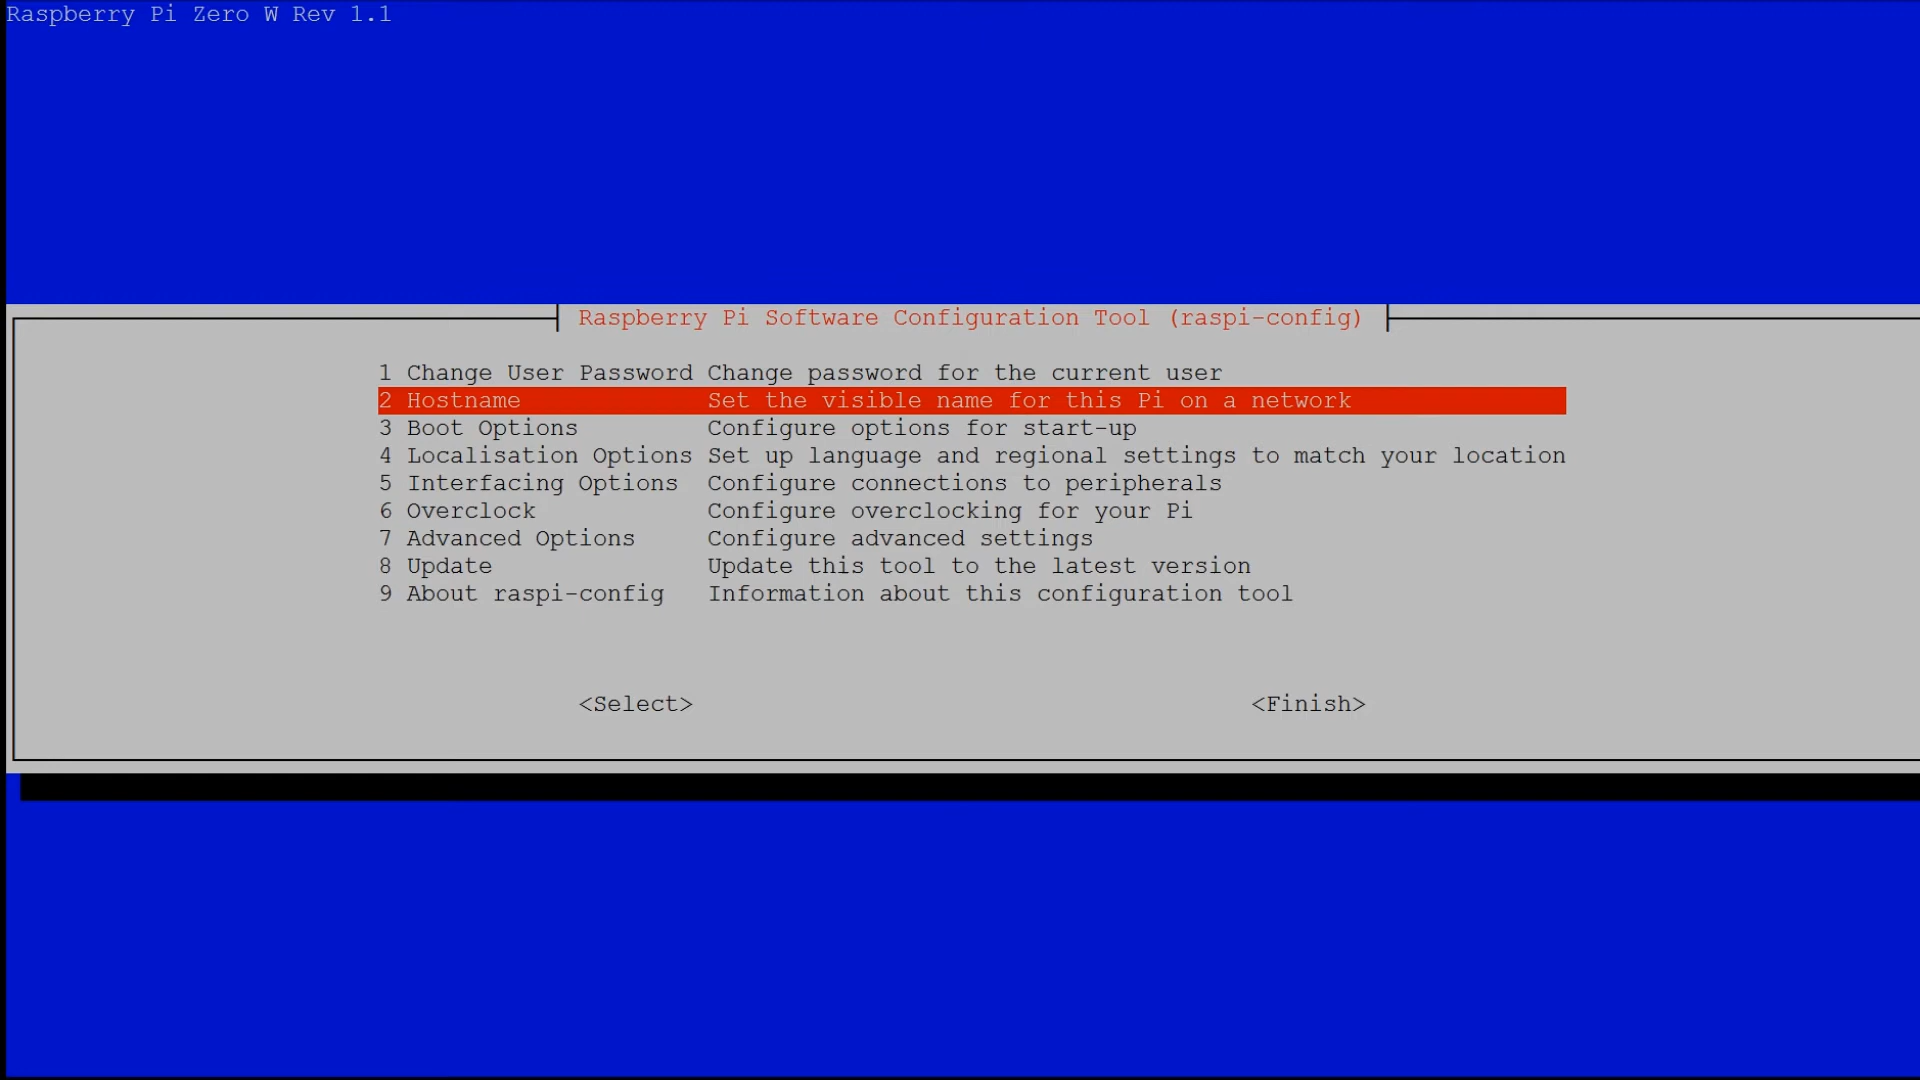 Raspberry Pi Zero W Rev 1.1
Raspberry Pi Software Configuration Tool (raspi-config)
1 Change User Password Change password for the current user
2 Hostname Set the visible name for this Pi on a network
3 Boot Options Configure options for start-up
4 Localisation Options Set up language and regional settings to match your location
5 Interfacing Options Configure connections to peripherals
6 Overclock Configure overclocking for your Pi
7 Advanced Options Configure advanced settings
8 Update Update this tool to the latest version
9 About raspi-config Information about this configuration tool
<Select> <Finish>